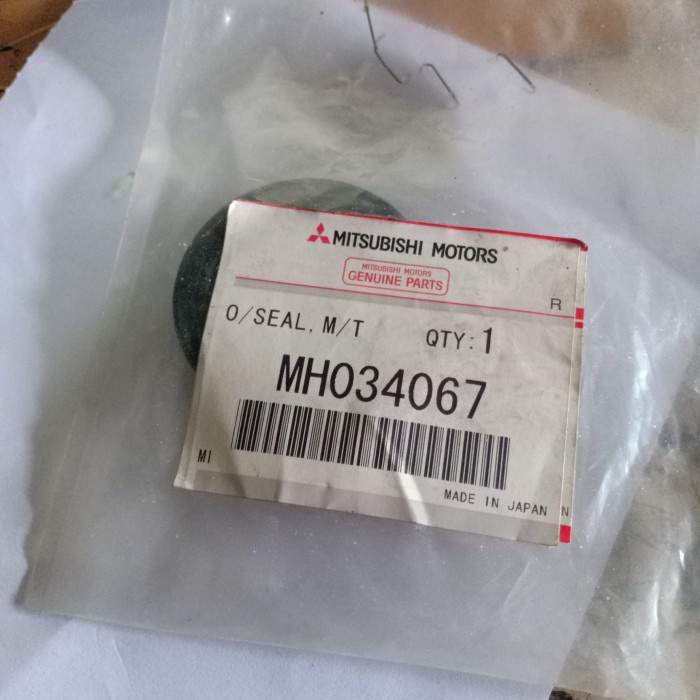 MITSUBISHI MOTORS
MITSUBISHI MOTORS
GENUINE PARTS
R
O/SEAL, M/T QTY:1
MH034067
MI
MADE IN JAPAN N